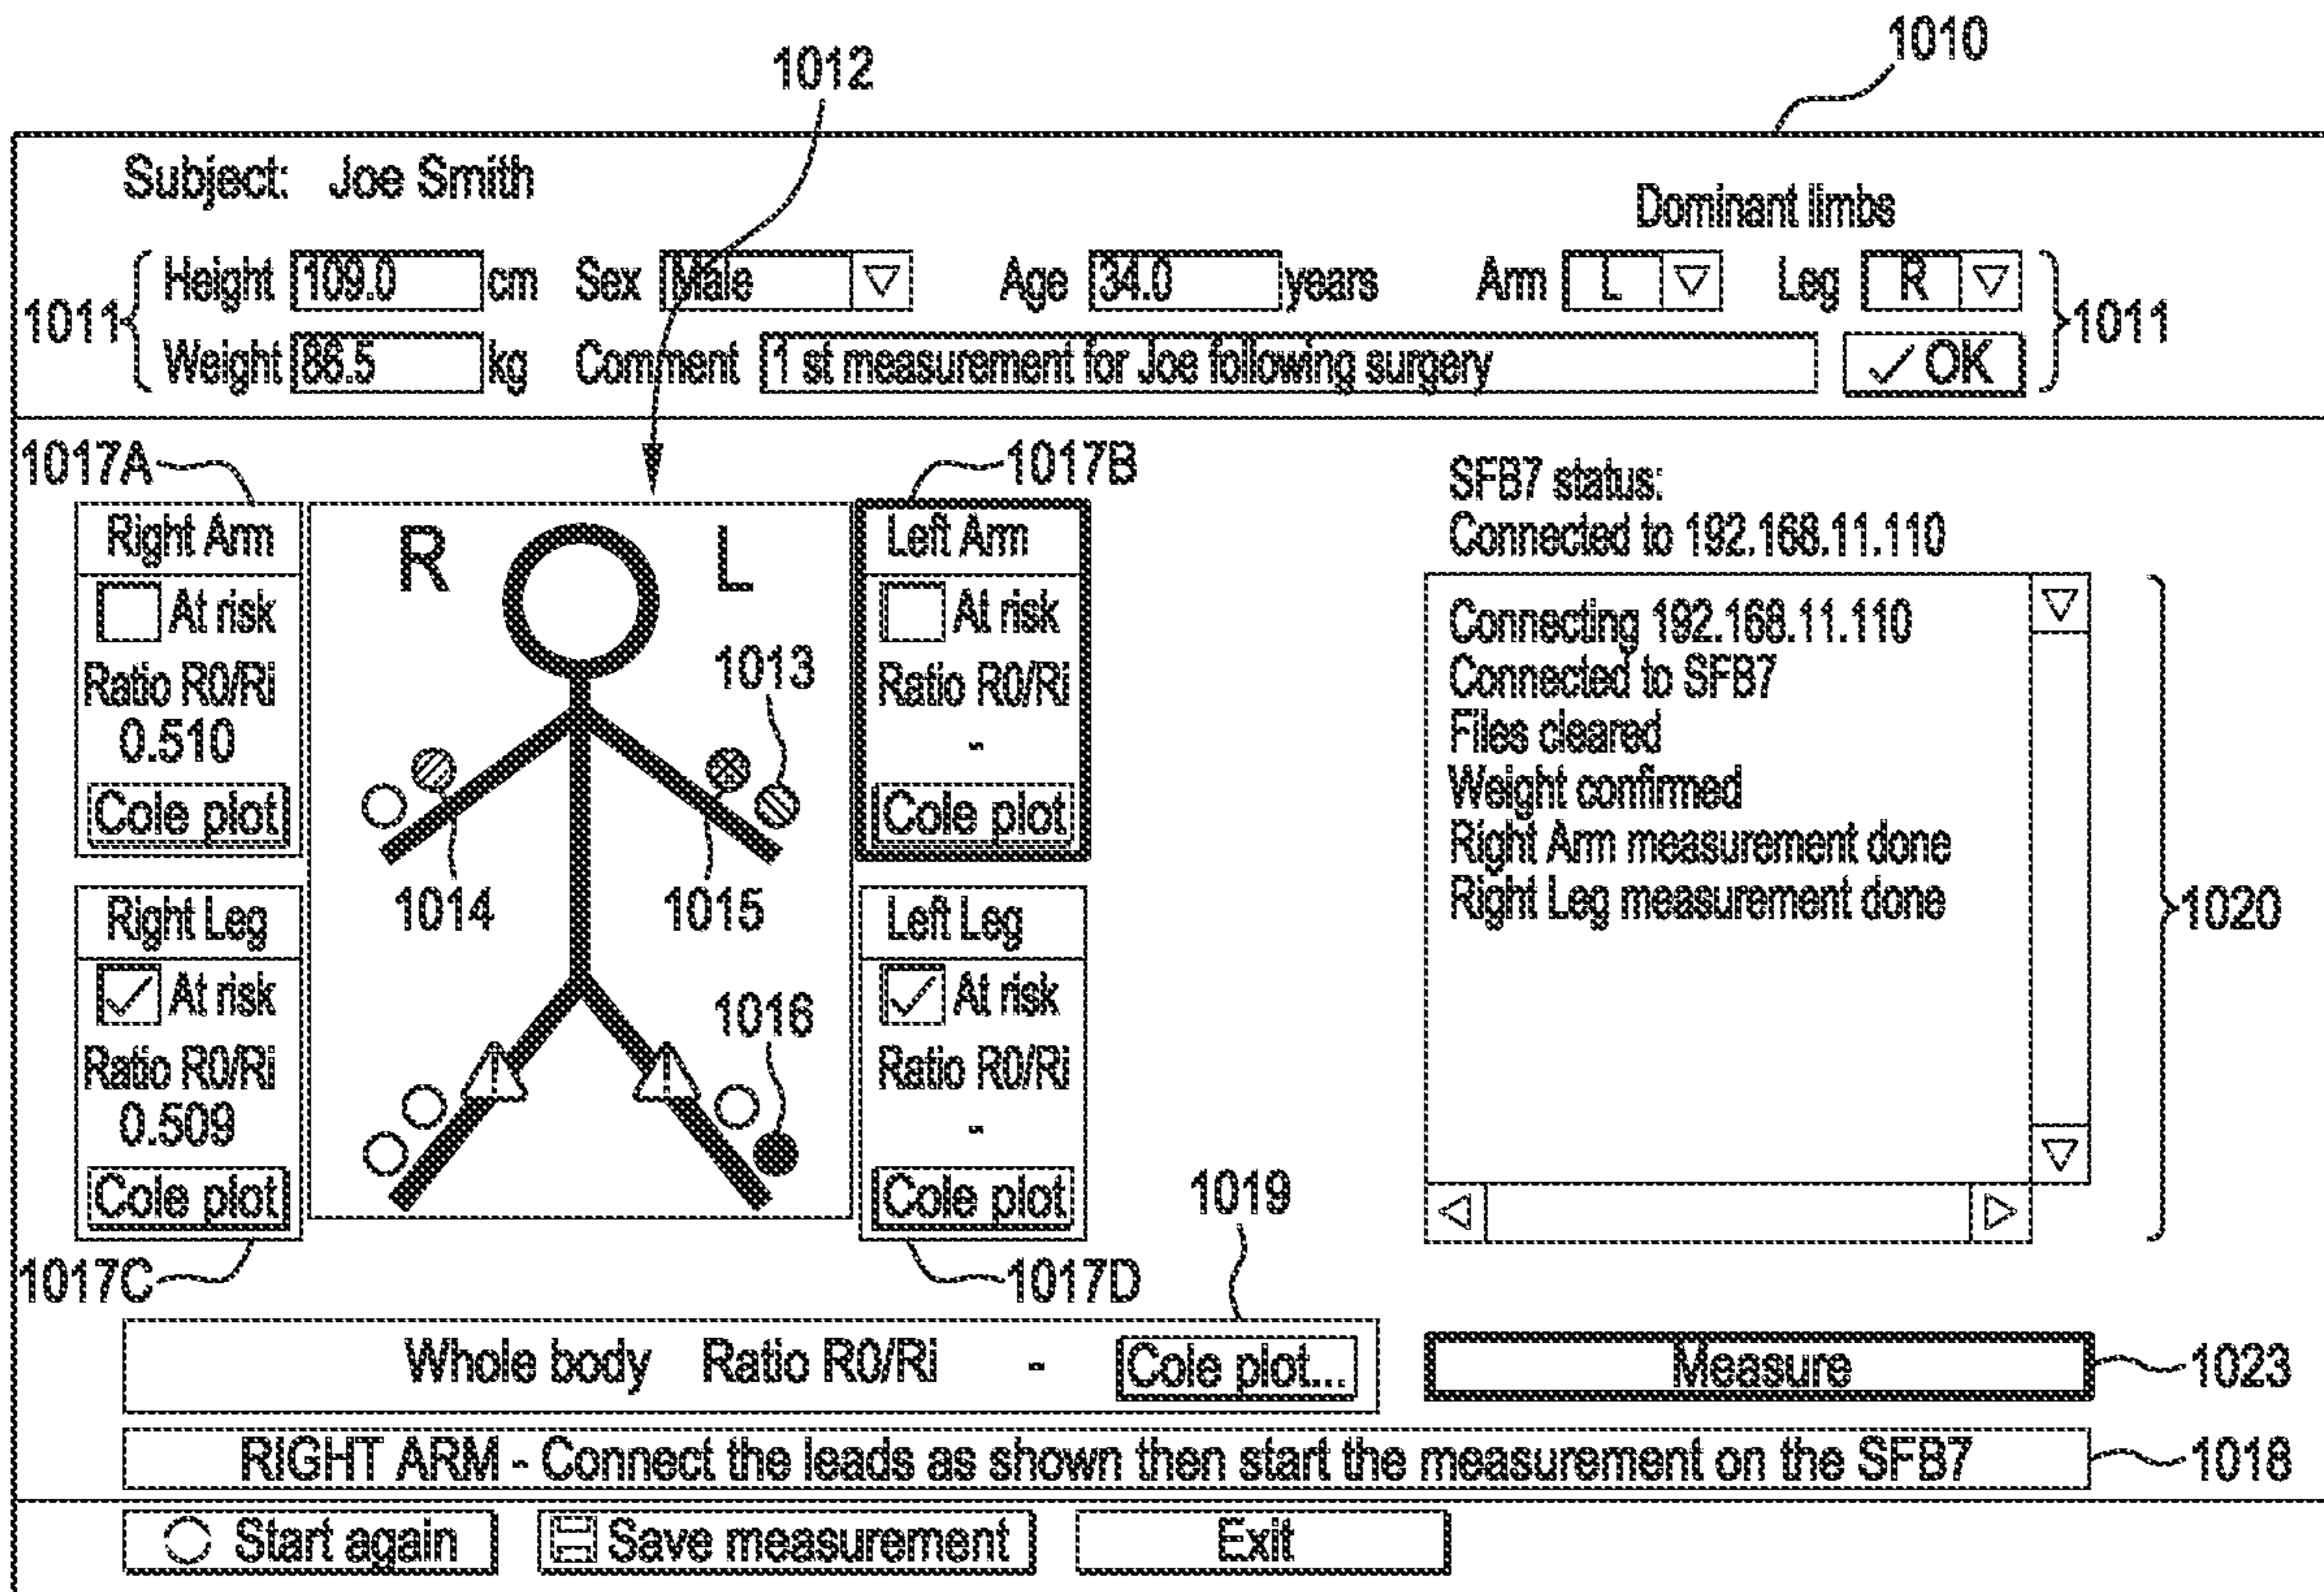 1010
1012
Subject: Joe Smith
Dominant limbs
Height 109.0 cm Sex Male Age 34.0 years Arm L Leg R
1011 1011
Weight 86.5 kg Comment 1 st measurement for Joe following surgery OK
1017A 1017B
SFB7 status:
Connected to 192.168.11.110
Right Arm
At risk
Ratio R0/Ri
0.510
Cole plot
R L
1013
1014 1015
1016
Left Arm
At risk
Ratio R0/Ri
-
Cole plot
Connecting 192.168.11.110
Connected to SFB7
Files cleared
Weight confirmed
Right Arm measurement done
Right Leg measurement done
1020
Right Leg
At risk
Ratio R0/Ri
0.509
Cole plot
Left Leg
At risk
Ratio R0/Ri
-
Cole plot
1017C 1017D
1019
Whole body Ratio R0/Ri - Cole plot...
Measure 1023
RIGHT ARM - Connect the leads as shown then start the measurement on the SFB7 1018
Start again Save measurement Exit